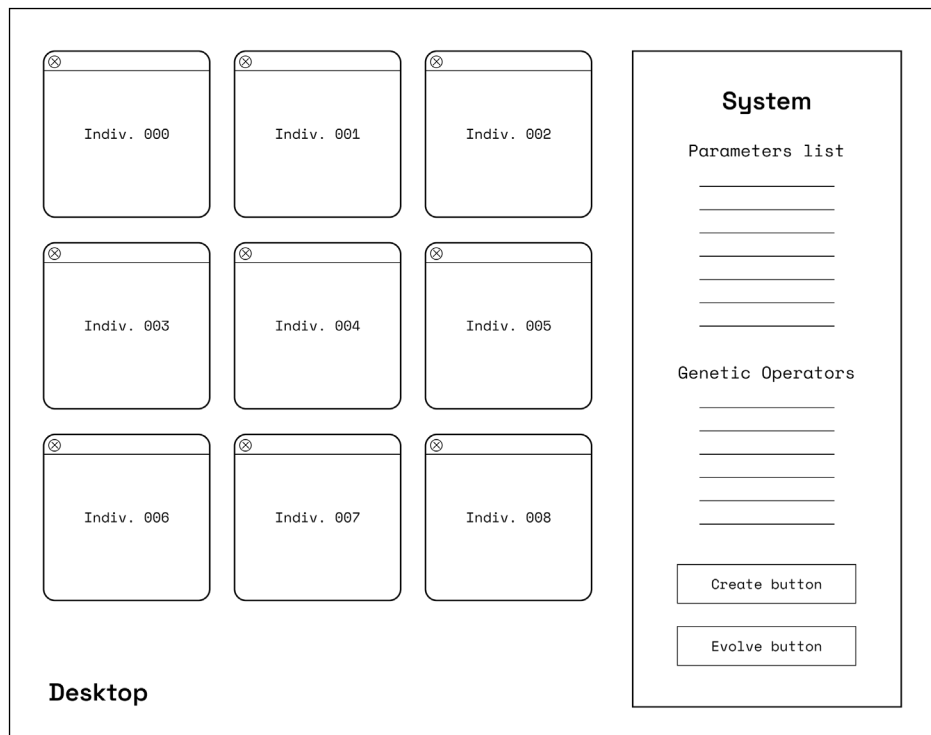 Indiv. 000
Indiv. 001
Indiv. 002
Indiv. 003
Indiv. 004
Indiv. 005
Indiv. 006
Indiv. 007
Indiv. 008
Desktop
System
Parameters list
Genetic Operators
Create button
Evolve button